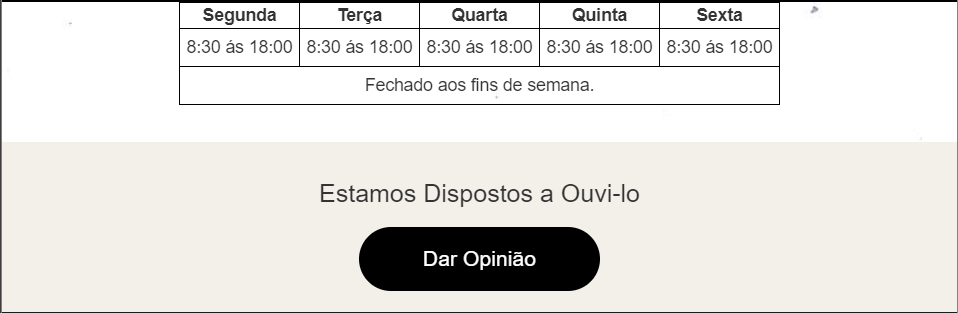 Segunda Terça Quarta Quinta Sexta
8:30 ás 18:00 8:30 ás 18:00 8:30 ás 18:00 8:30 ás 18:00 8:30 ás 18:00
Fechado aos fins de semana.
Estamos Dispostos a Ouvi-lo
Dar Opinião